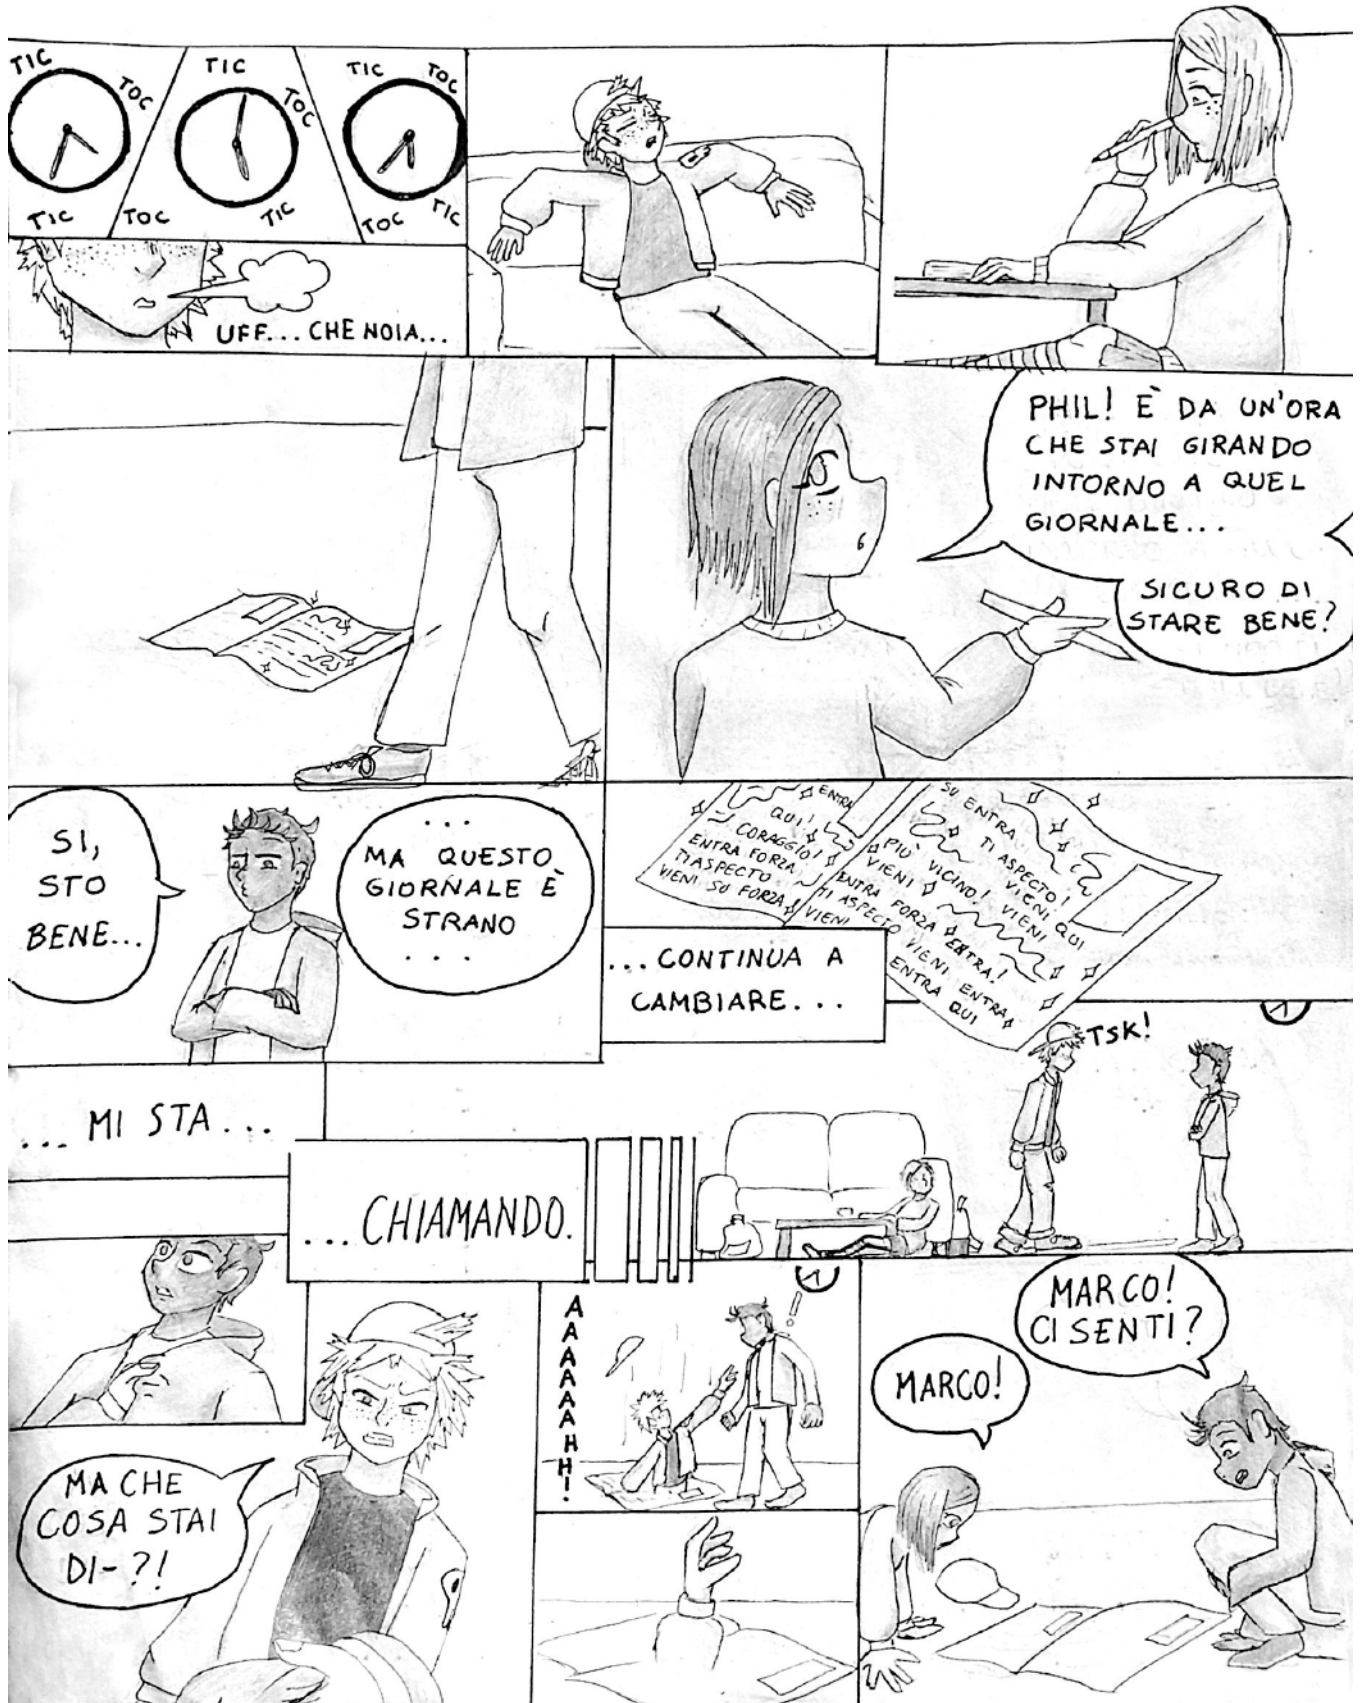 TIC
TOC
TIC
TOC
TIC
TOC
TIC
TOC
TIC
TOC
TIC
UFF... CHE NOIA...
PHIL! È DA UN'ORA
CHE STAI GIRANDO
INTORNO A QUEL
GIORNALE...
SICURO DI
STARE BENE?
SI,
STO
BENE...
...
MA QUESTO
GIORNALE È
STRANO
...
ENTRA
QUI!
CORAGGIO!
ENTRA FORZA
TI ASPECTO
VIENI SU FORZA!
SU ENTRA
TI ASPECTO!
VIENI QUI
PIÙ VICINO! VIENI
VIENI
ENTRA FORZA ENTRA!
TI ASPECTO VIENI ENTRA
VIENI
ENTRA
QUI
...CONTINUA A
CAMBIARE...
TSK!
... MI STA ...
...CHIAMANDO.
MA CHE
COSA STAI
DI-?!
AAAAAAHH!
!
MARCO!
CI SENTI?
MARCO!